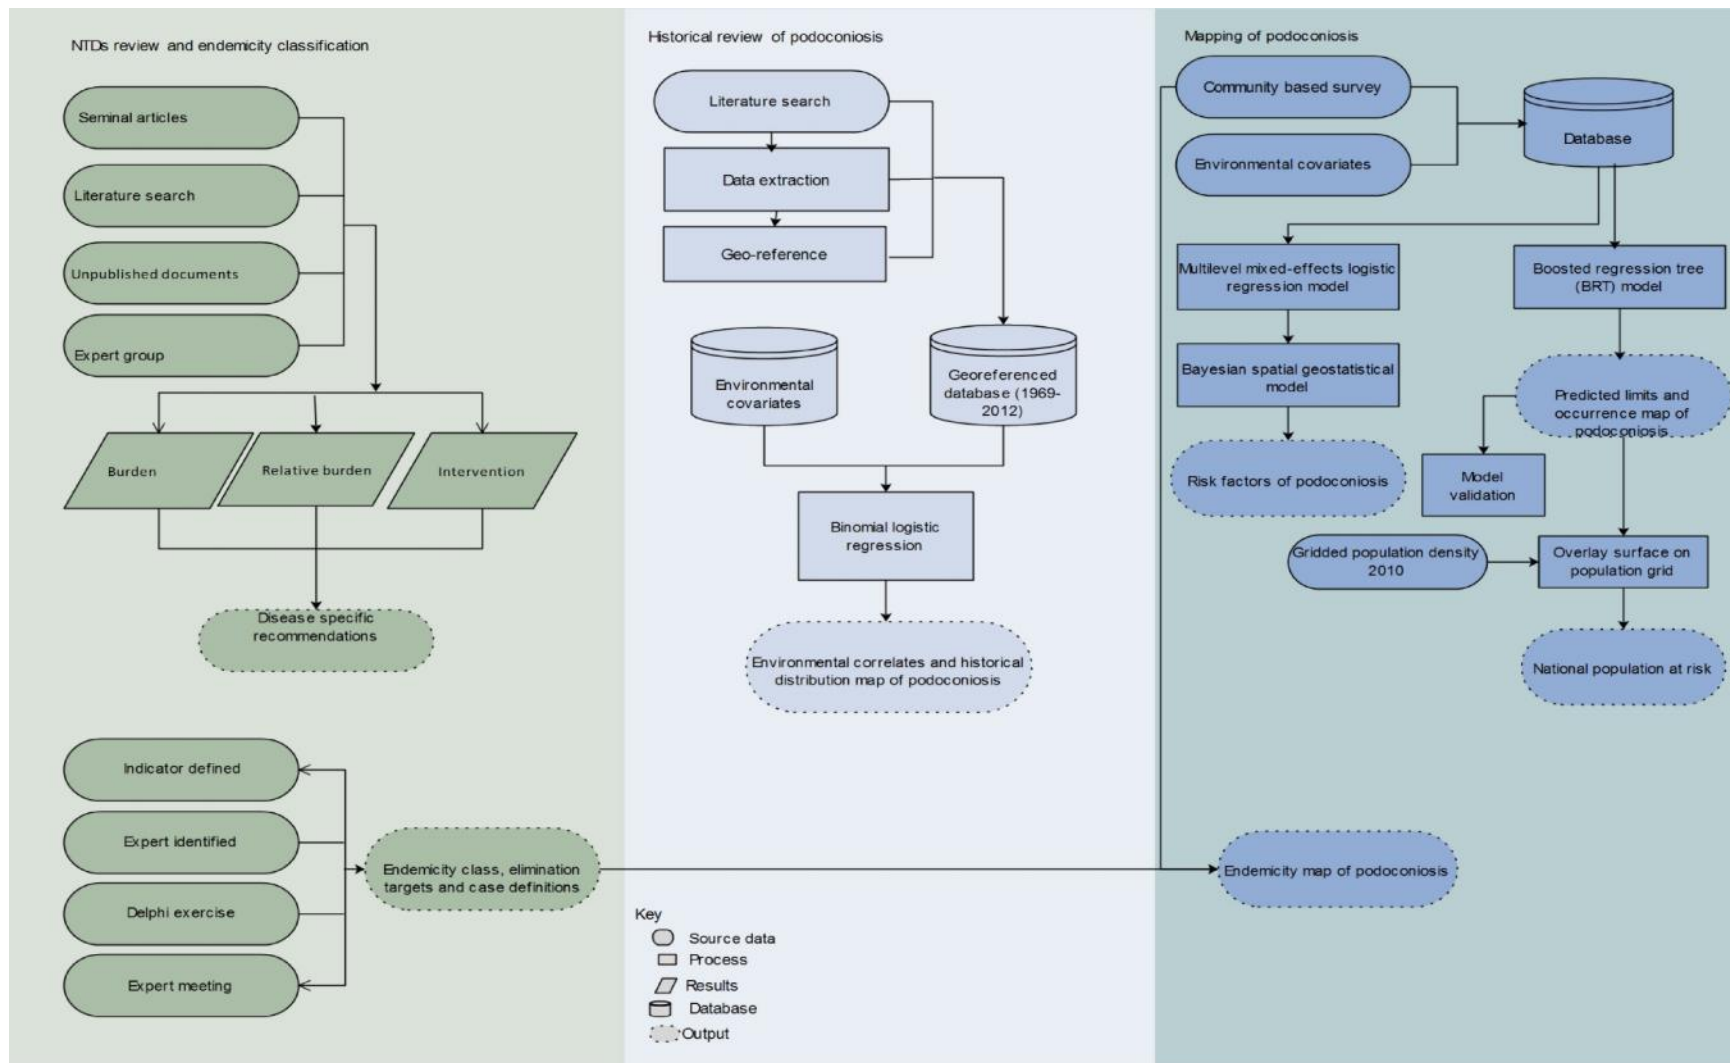 NTDs review and endemicity classification
Seminal articles
Literature search
Unpublished documents
Expert group
Burden
Relative burden
Intervention
Disease specific
recommendations
Indicator defined
Expert identified
Delphi exercise
Expert meeting
Endemicity class, elimination
targets and case definitions
Historical review of podoconiosis
Literature search
Data extraction
Geo-reference
Environmental
covariates
Georeferenced
database (1969-
2012)
Binomial logistic
regression
Environmental correlates and historical
distribution map of podoconiosis
Key
Source data
Process
Results
Database
Output
Mapping of podoconiosis
Community based survey
Environmental covariates
Database
Multilevel mixed-effects logistic
regression model
Boosted regression tree
(BRT) model
Bayesian spatial geostatistical
model
Predicted limits and
occurrence map of
podoconiosis
Risk factors of podoconiosis
Model
validation
Gridded population density
2010
Overlay surface on
population grid
National population at risk
Endemicity map of podoconiosis